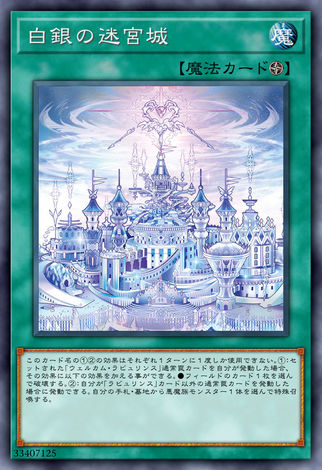 白銀の迷宮城
魔
【魔法カード】
このカード名の①②の効果はそれぞれ１ターンに１度しか使用できない。①：セ
ットされた「ウェルカム・ラビュリンス」通常罠カードを自分が発動した場合、
その効果に以下の効果を加える事ができる。●フィールドのカード１枚を選ん
で破壊する。②：自分が「ラビュリンス」カード以外の通常罠カードを発動した
場合に発動できる。自分の手札・墓地から悪魔族モンスター１体を選んで特殊召
喚する。
33407125